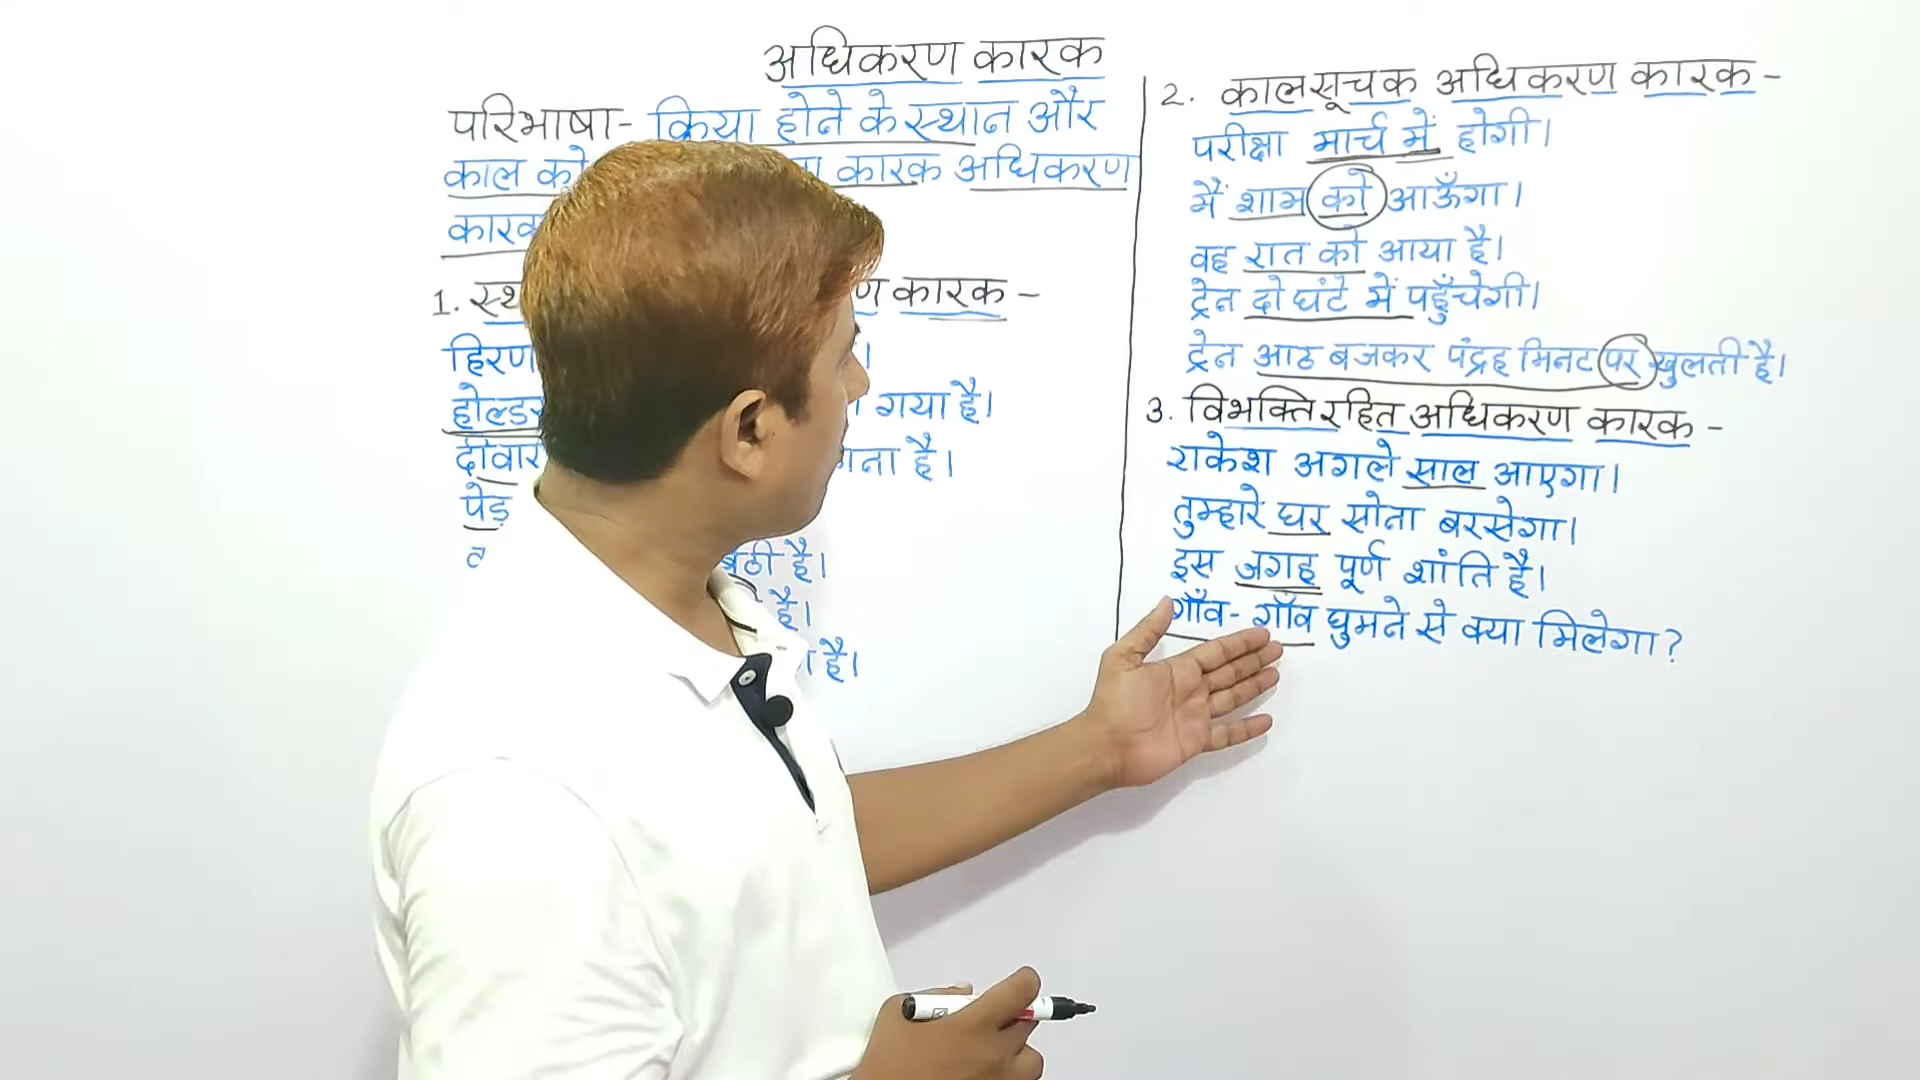 अधिकरण कारक
परिभाषा- क्रिया होने के स्थान और
काल को कारक अधिकरण
कारक
1. कारक -
हिरण
गया है।
दीवार है।
पेड़
बैठी है।
है।
है।
2. कालसूचक अधिकरण कारक -
परीक्षा मार्च में होगी।
मैं शाम को आऊँगा।
वह रात को आया है।
ट्रेन दो घंटे में पहुँचेगी।
ट्रेन आठ बजकर पंद्रह मिनट पर खुलती है।
3. विभक्ति रहित अधिकरण कारक -
राकेश अगले साल आएगा।
तुम्हारे घर सोना बरसेगा।
इस जगह पूर्ण शांति है।
गाँव- गाँव घुमने से क्या मिलेगा?